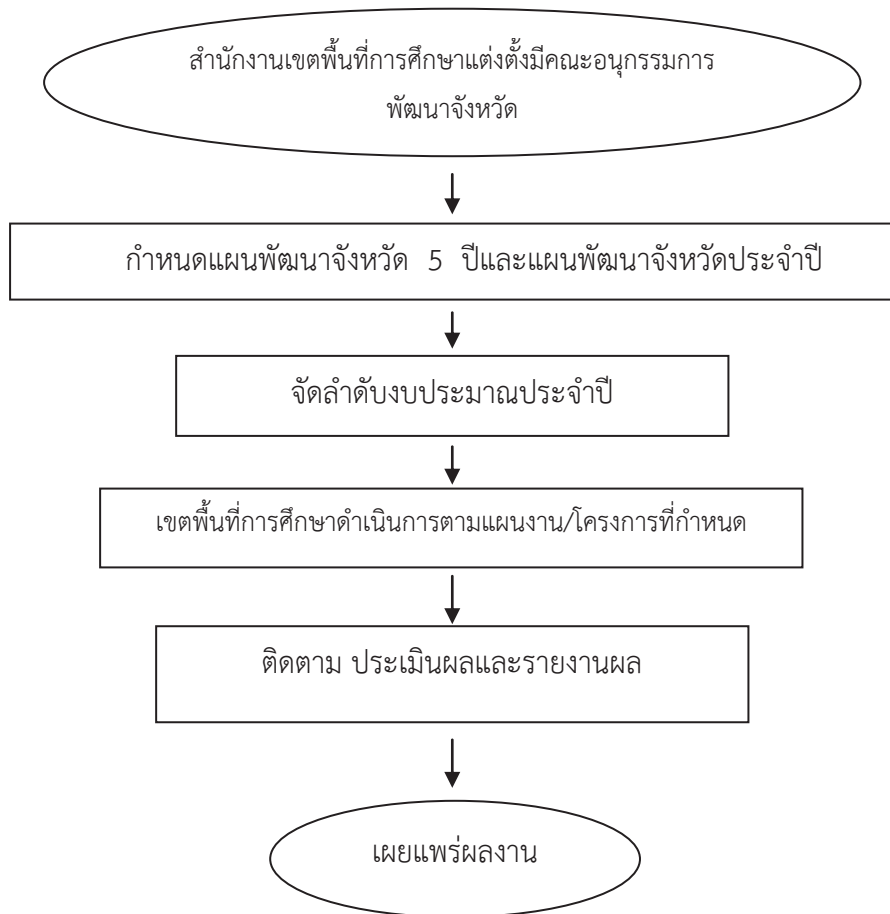 สำนักงานเขตพื้นที่การศึกษาแต่งตั้งมีคณะอนุกรรมการ
พัฒนาจังหวัด
กำหนดแผนพัฒนาจังหวัด 5 ปีและแผนพัฒนาจังหวัดประจำปี
จัดลำดับงบประมาณประจำปี
เขตพื้นที่การศึกษาดำเนินการตามแผนงาน/โครงการที่กำหนด
ติดตาม ประเมินผลและรายงานผล
เผยแพร่ผลงาน